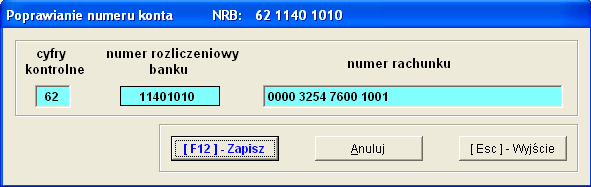 Poprawianie numeru konta NRB: 62 1140 1010
cyfry kontrolne
numer rozliczeniowy banku
numer rachunku
62 11401010 0000 3254 7600 1001
[ F12 ] - Zapisz Anuluj [ Esc ] - Wyjście